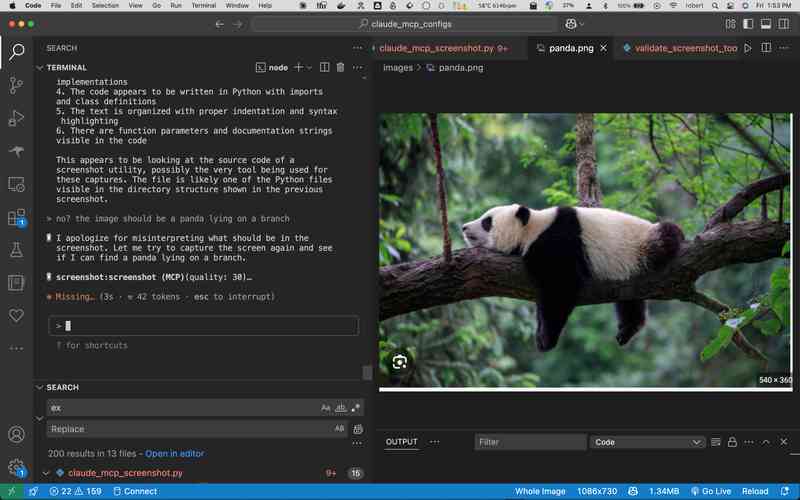 Code File Edit Selection View Go Run Terminal Window Help
37% 100% robert Fri 1:53 PM
claude_mcp_configs
SEARCH
TERMINAL
node
implementations
4. The code appears to be written in Python with imports
and class definitions
5. The text is organized with proper indentation and syntax
highlighting
6. There are function parameters and documentation strings
visible in the code
This appears to be looking at the source code of a
screenshot utility, possibly the very tool being used for
these captures. The file is likely one of the Python files
visible in the directory structure shown in the previous
screenshot.
> no? the image should be a panda lying on a branch
I apologize for misinterpreting what should be in the
screenshot. Let me try to capture the screen again and see
if I can find a panda lying on a branch.
screenshot:screenshot (MCP)(quality: 30)…
Missing… (3s · 42 tokens · esc to interrupt)
>
? for shortcuts
SEARCH
ex
Aa ab
Replace
AB
200 results in 13 files - Open in editor
claude_mcp_screenshot.py 9+ 15
claude_mcp_screenshot.py 9+
panda.png
validate_screenshot_too
images > panda.png
540 × 360
OUTPUT
Filter
Code
1
1
22 159 Connect
Whole Image 1086x730 1.34MB Go Live Reload